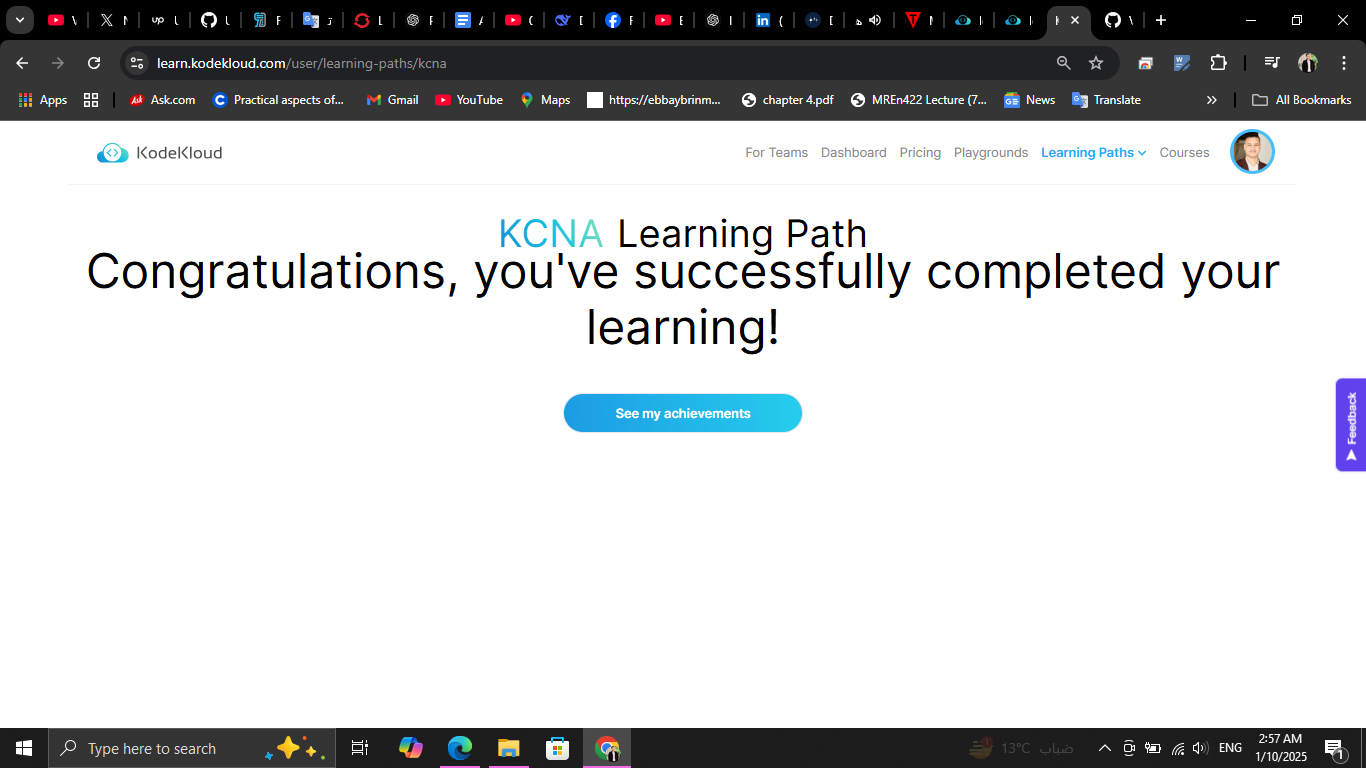 learn.kodekloud.com/user/learning-paths/kcna
Apps
Ask.com
Practical aspects of...
Gmail
YouTube
Maps
https://ebbaybrinm...
chapter 4.pdf
MREn422 Lecture (7...
News
Translate
»
All Bookmarks
KodeKloud
For Teams
Dashboard
Pricing
Playgrounds
Learning Paths
Courses
KCNA Learning Path
Congratulations, you've successfully completed your
learning!
See my achievements
Feedback
Type here to search
13°C ضباب
ENG
2:57 AM
1/10/2025
1